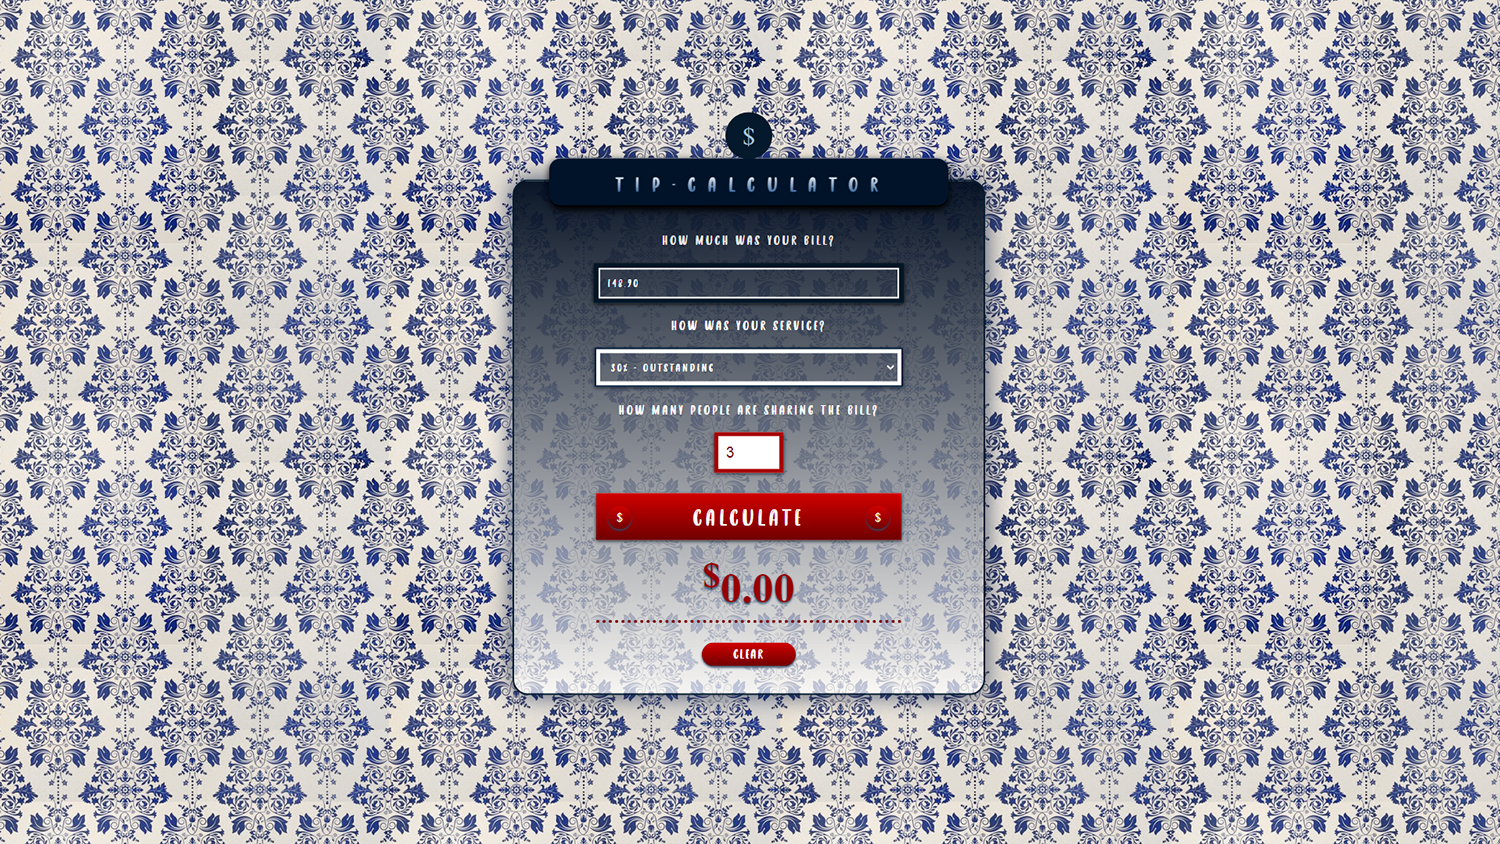 $
TIP-CALCULATOR
HOW MUCH WAS YOUR BILL?
148.90
HOW WAS YOUR SERVICE?
30% - OUTSTANDING
HOW MANY PEOPLE ARE SHARING THE BILL?
3
$ CALCULATE $
$0.00
CLEAR